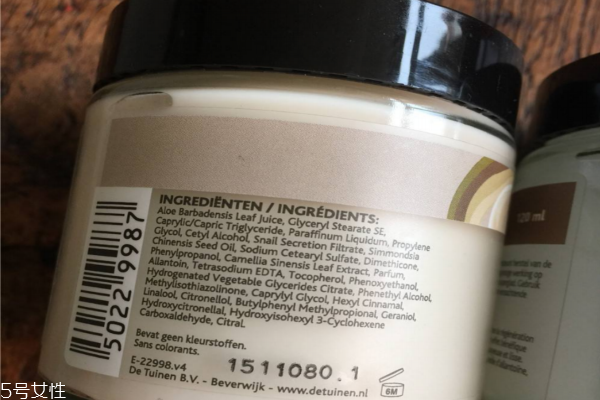 INGREDIËNTEN / INGRÉDIENTS:
Aloe Barbadensis Leaf Juice, Glyceryl Stearate SE,
Caprylic/Capric Triglyceride, Paraffinum Liquidum, Propylene
Glycol, Cetyl Alcohol, Snail Secretion Filtrate, Simmondsia
Chinensis Seed Oil, Sodium Cetearyl Sulfate, Dimethicone,
Phenylpropanol, Camellia Sinensis Leaf Extract, Parfum,
Allantoin, Tetrasodium EDTA, Tocopherol, Phenoxyethanol,
Hydrogenated Vegetable Glycerides Citrate, Phenethyl Alcohol,
Methylisothiazolinone, Caprylyl Glycol, Hexyl Cinnamal,
Linalool, Citronellol, Butylphenyl Methylpropional, Geraniol,
Hydroxycitronellal, Hydroxyisohexyl 3-Cyclohexene
Carboxaldehyde, Citral.
Bevat geen kleurstoffen.
Sans colorants.
E-22998.v4
1511080.1
De Tuinen B.V. - Beverwijk - www.detuinen.nl
6M
5022 9987
120 ml
5号女性